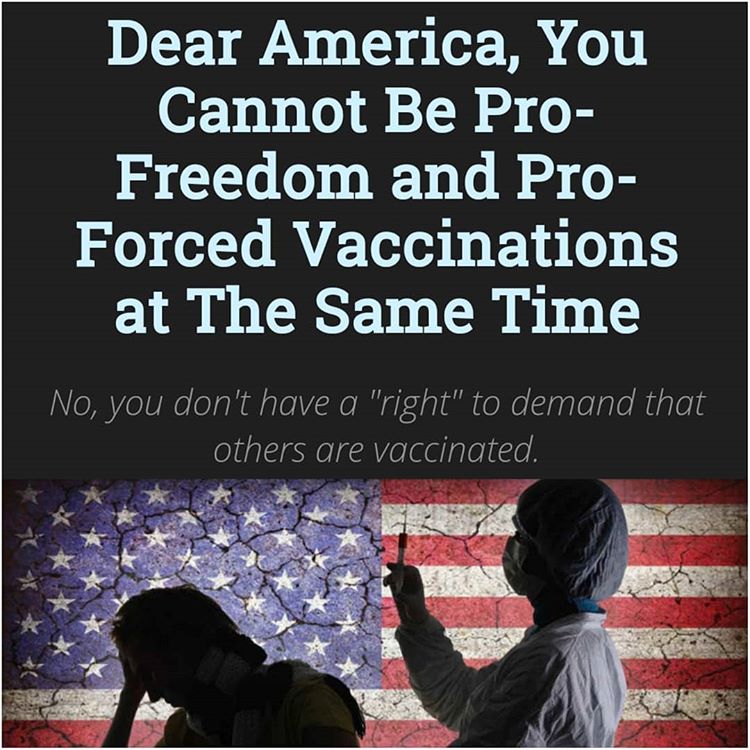 Dear America, You
Cannot Be Pro-
Freedom and Pro-
Forced Vaccinations
at The Same Time
No, you don't have a "right" to demand that
others are vaccinated.